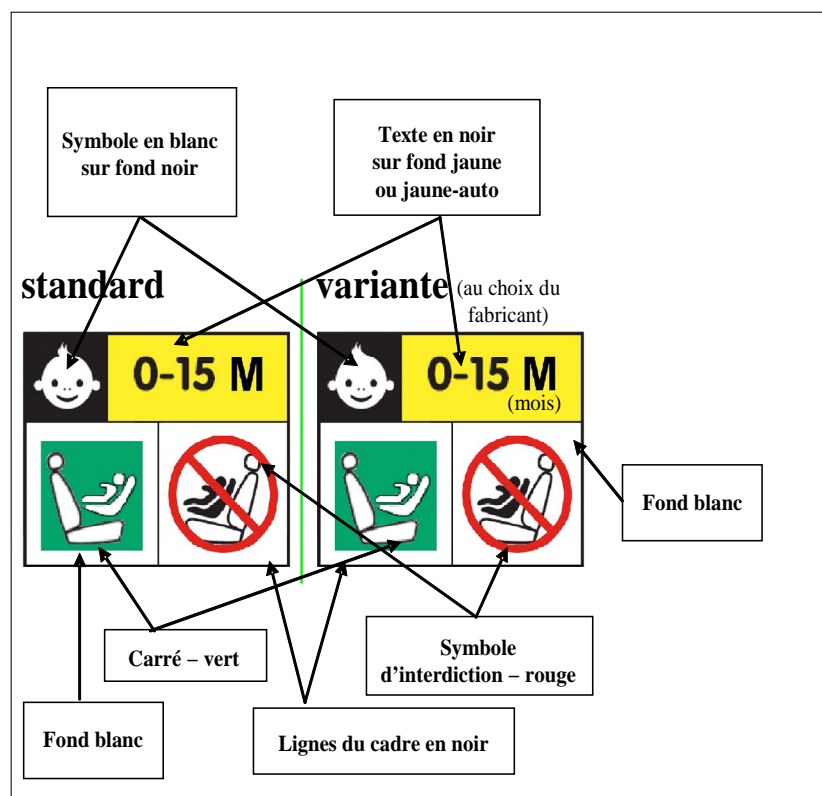 Symbole en blanc
sur fond noir
Texte en noir
sur fond jaune
ou jaune-auto
standard
variante (au choix du
fabricant)
0-15 M
0-15 M
(mois)
Fond blanc
Carré – vert
Symbole
d'interdiction – rouge
Fond blanc
Lignes du cadre en noir